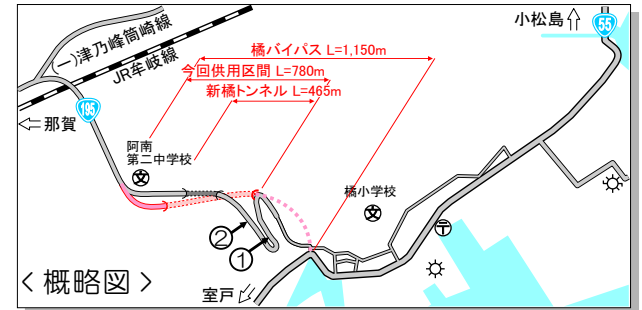 小松島
55
(一)津乃峰筒崎線
JR牟岐線
橘バイパス L=1,150m
今回供用区間 L=780m
新橘トンネル L=465m
195
那賀
阿南
第二中学校
文
橘小学校
文
〒
②
①
<概略図>
室戸